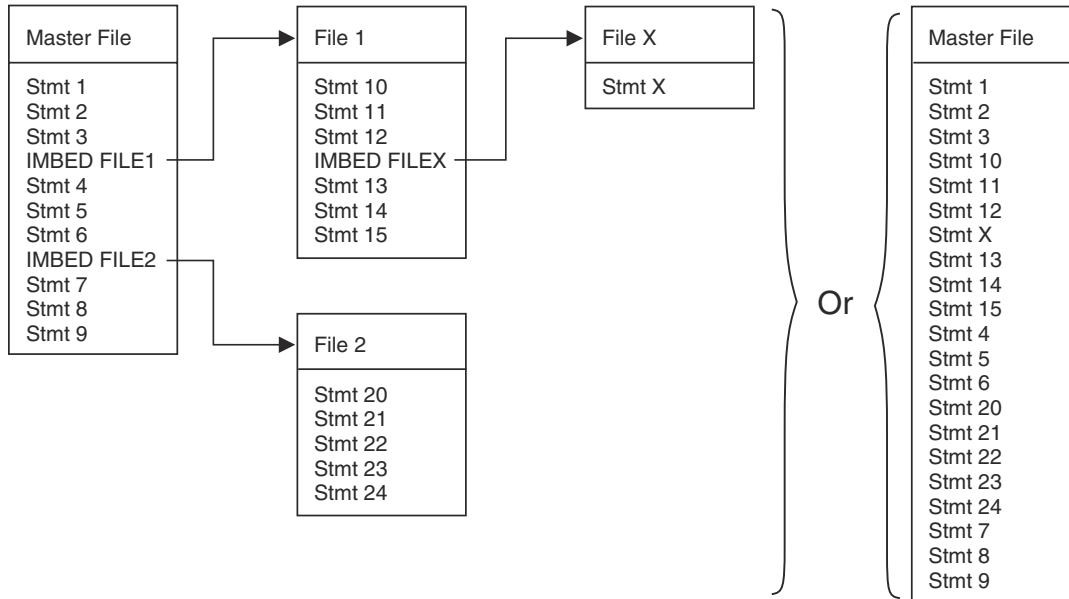 Master File
Stmt 1
Stmt 2
Stmt 3
IMBED FILE1
Stmt 4
Stmt 5
Stmt 6
IMBED FILE2
Stmt 7
Stmt 8
Stmt 9
File 1
Stmt 10
Stmt 11
Stmt 12
IMBED FILEX
Stmt 13
Stmt 14
Stmt 15
File X
Stmt X
File 2
Stmt 20
Stmt 21
Stmt 22
Stmt 23
Stmt 24
Or
Master File
Stmt 1
Stmt 2
Stmt 3
Stmt 10
Stmt 11
Stmt 12
Stmt X
Stmt 13
Stmt 14
Stmt 15
Stmt 4
Stmt 5
Stmt 6
Stmt 20
Stmt 21
Stmt 22
Stmt 23
Stmt 24
Stmt 7
Stmt 8
Stmt 9